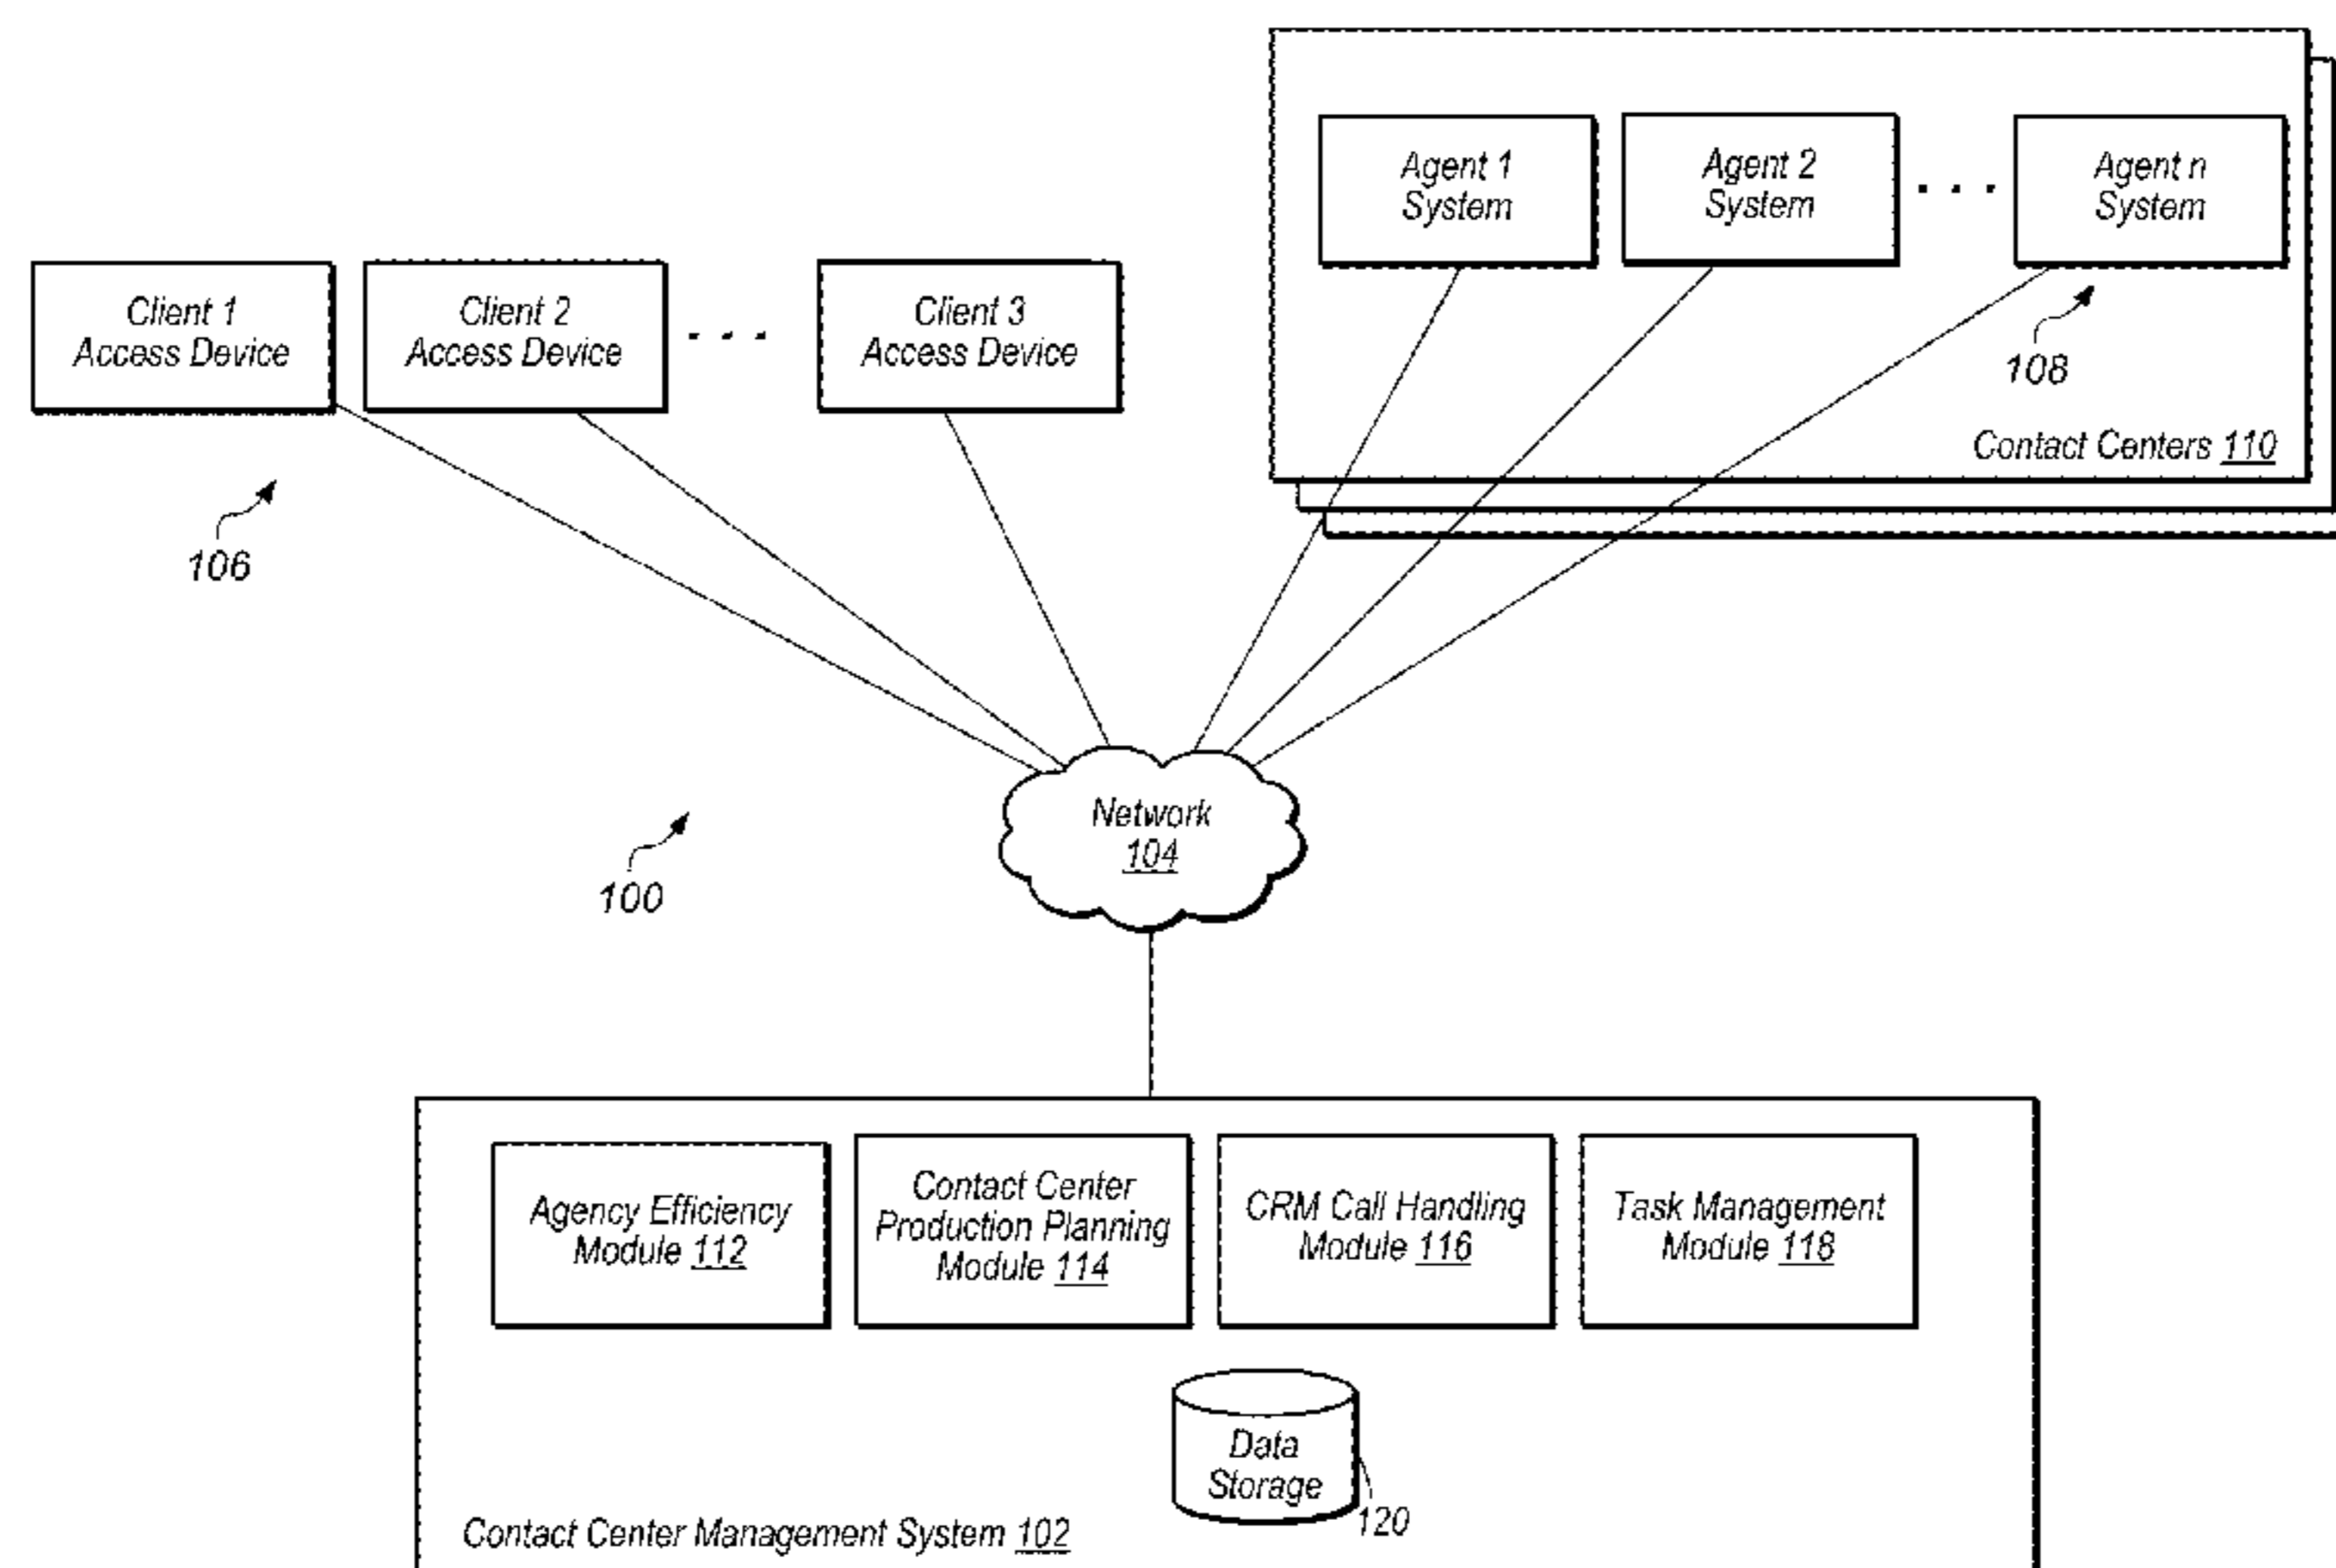 Agent 1
System
Agent 2
System
. . .
Agent n
System
108
Contact Centers 110
Client 1
Access Device
Client 2
Access Device
. . .
Client 3
Access Device
106
Network
104
100
Agency Efficiency
Module 112
Contact Center
Production Planning
Module 114
CRM Call Handling
Module 116
Task Management
Module 118
Data
Storage
120
Contact Center Management System 102